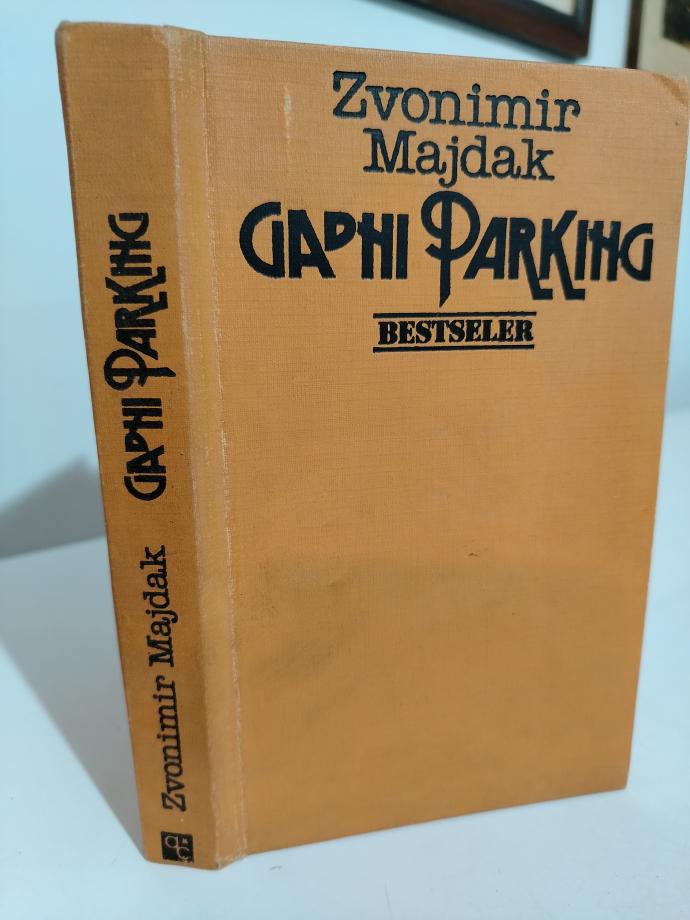 Zvonimir
Majdak
GADNI PARKING
BESTSELER
Zvonimir Majdak GADNI PARKING